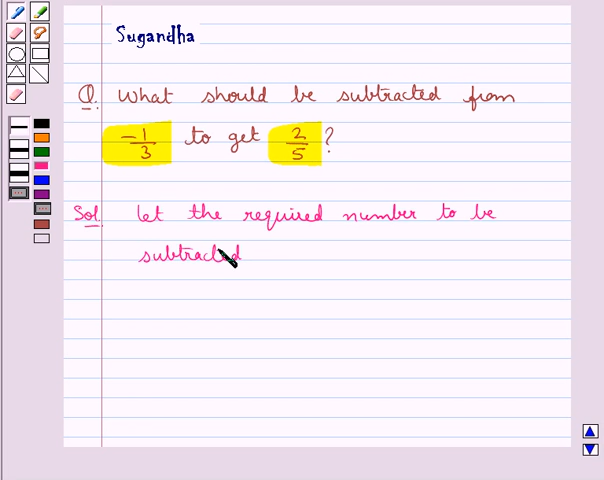 Sugandha
Q. What should be subtracted from
-1/3 to get 2/5?
Sol. Let the required number to be
subtracted